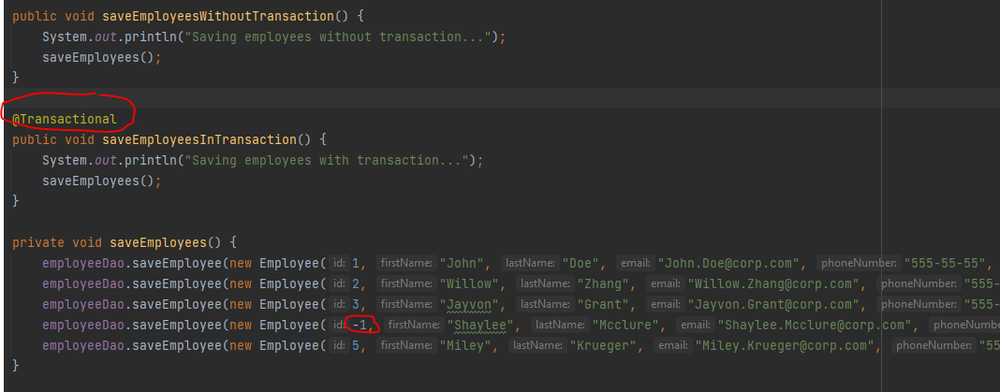 public void saveEmployeesWithoutTransaction() {
System.out.println("Saving employees without transaction...");
saveEmployees();
}
@Transactional
public void saveEmployeesInTransaction() {
System.out.println("Saving employees with transaction...");
saveEmployees();
}
private void saveEmployees() {
employeeDao.saveEmployee(new Employee( id: 1, firstName: "John", lastName: "Doe", email: "John.Doe@corp.com", phoneNumber: "555-55-55",
employeeDao.saveEmployee(new Employee( id: 2, firstName: "Willow", lastName: "Zhang", email: "Willow.Zhang@corp.com", phoneNumber: "555-
employeeDao.saveEmployee(new Employee( id: 3, firstName: "Jayvon", lastName: "Grant", email: "Jayvon.Grant@corp.com", phoneNumber: "555-
employeeDao.saveEmployee(new Employee( id: -1, firstName: "Shaylee", lastName: "Mcclure", email: "Shaylee.Mcclure@corp.com", phoneN
employeeDao.saveEmployee(new Employee( id: 5, firstName: "Miley", lastName: "Krueger", email: "Miley.Krueger@corp.com", phoneNumber: "55
}